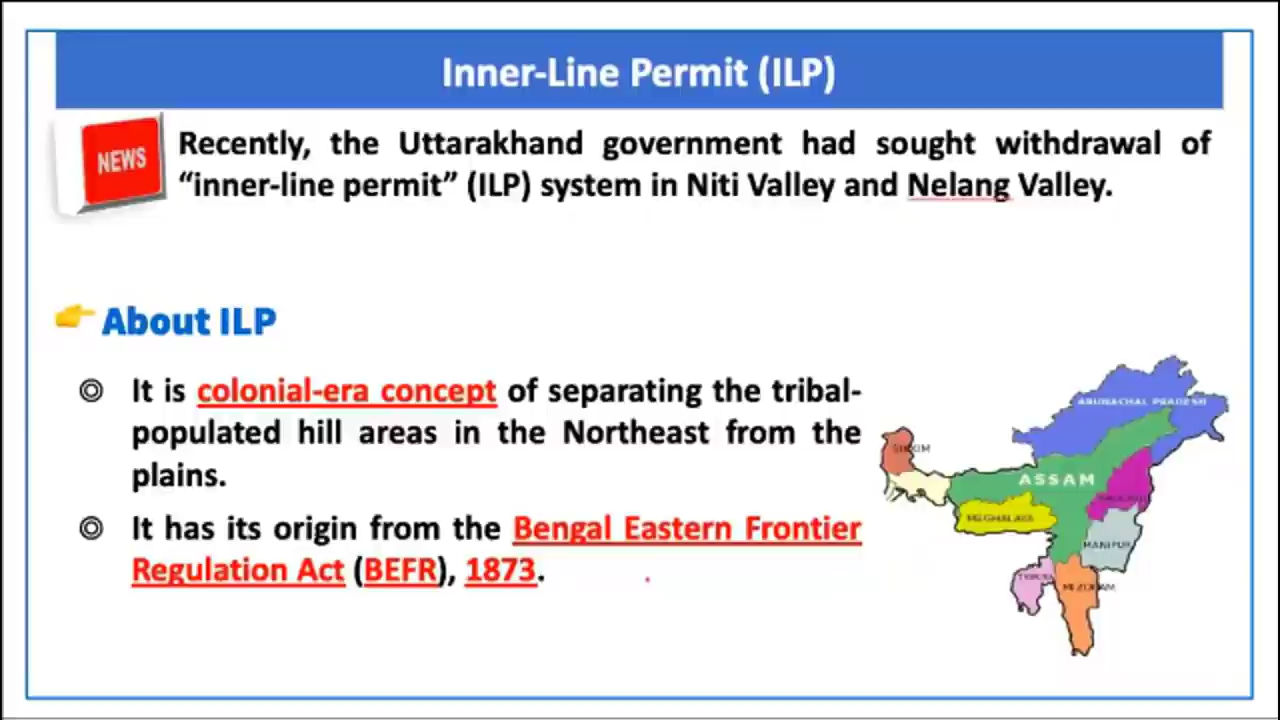 Inner-Line Permit (ILP)
NEWS
Recently, the Uttarakhand government had sought withdrawal of
“inner-line permit” (ILP) system in Niti Valley and Nelang Valley.
About ILP
It is colonial-era concept of separating the tribal-
populated hill areas in the Northeast from the
plains.
It has its origin from the Bengal Eastern Frontier
Regulation Act (BEFR), 1873.
ARUNACHAL PRADESH
ASSAM
MEGHALAYA
MANIPUR
MIZORAM